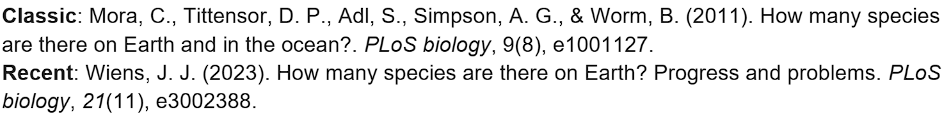 Classic: Mora, C., Tittensor, D. P., Adl, S., Simpson, A. G., & Worm, B. (2011). How many species
are there on Earth and in the ocean?. PLoS biology, 9(8), e1001127.
Recent: Wiens, J. J. (2023). How many species are there on Earth? Progress and problems. PLoS
biology, 21(11), e3002388.